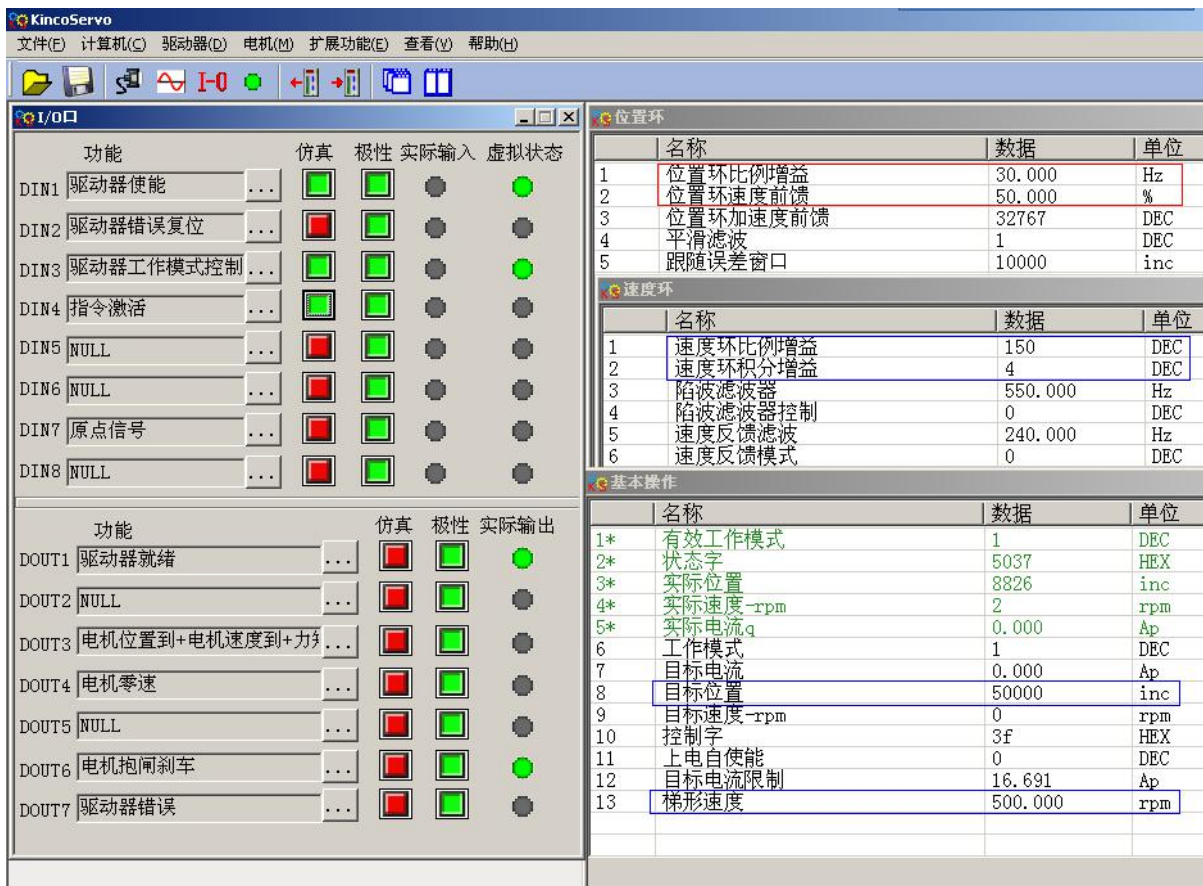 KincoServo
文件(F) 计算机(C) 驱动器(D) 电机(M) 扩展功能(E) 查看(V) 帮助(H)
I-0
I/O口
功能 仿真 极性 实际输入 虚拟状态
DIN1 驱动器使能 ...
DIN2 驱动器错误复位 ...
DIN3 驱动器工作模式控制 ...
DIN4 指令激活 ...
DIN5 NULL ...
DIN6 NULL ...
DIN7 原点信号 ...
DIN8 NULL ...
功能 仿真 极性 实际输出
DOUT1 驱动器就绪 ...
DOUT2 NULL ...
DOUT3 电机位置到+电机速度到+力 ...
DOUT4 电机零速 ...
DOUT5 NULL ...
DOUT6 电机抱闸刹车 ...
DOUT7 驱动器错误 ...
位置环
名称 数据 单位
1 位置环比例增益 30.000 Hz
2 位置环速度前馈 50.000 %
3 位置环加速度前馈 32767 DEC
4 平滑滤波 1 DEC
5 跟随误差窗口 10000 inc
速度环
名称 数据 单位
1 速度环比例增益 150 DEC
2 速度环积分增益 4 DEC
3 陷波滤波器 550.000 Hz
4 陷波滤波器控制 0 DEC
5 速度反馈滤波 240.000 Hz
6 速度反馈模式 0 DEC
基本操作
名称 数据 单位
1* 有效工作模式 1 DEC
2* 状态字 5037 HEX
3* 实际位置 8826 inc
4* 实际速度-rpm 2 rpm
5* 实际电流q 0.000 Ap
6 工作模式 1 DEC
7 目标电流 0.000 Ap
8 目标位置 50000 inc
9 目标速度-rpm 0 rpm
10 控制字 3f HEX
11 上电自使能 0 DEC
12 目标电流限制 16.691 Ap
13 梯形速度 500.000 rpm